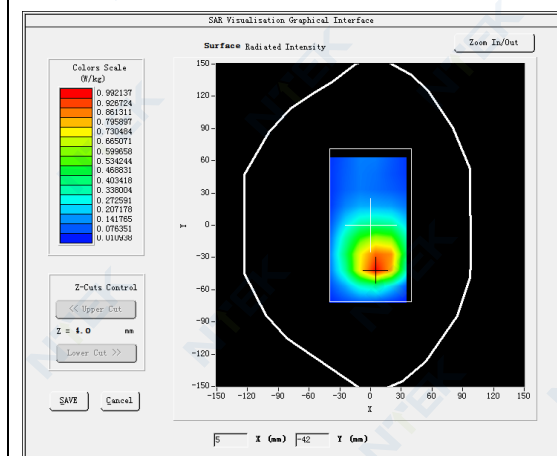 SAR Visualisation Graphical Interface
Surface Radiated Intensity
Zoom In/Out
Colors Scale
(W/kg)
0.992137
0.926724
0.861311
0.795897
0.730484
0.665071
0.599658
0.534244
0.468831
0.403418
0.338004
0.272591
0.207178
0.141765
0.076351
0.010938
Z-Cuts Control
<< Upper Cut
Z = 4.0 mm
Lower Cut >>
SAVE Cancel
150
120
90
60
30
0
-30
-60
-90
-120
-150
Y
-150 -120 -90 -60 -30 0 30 60 90 120 150
X
5 X (mm) -42 Y (mm)
NTEK